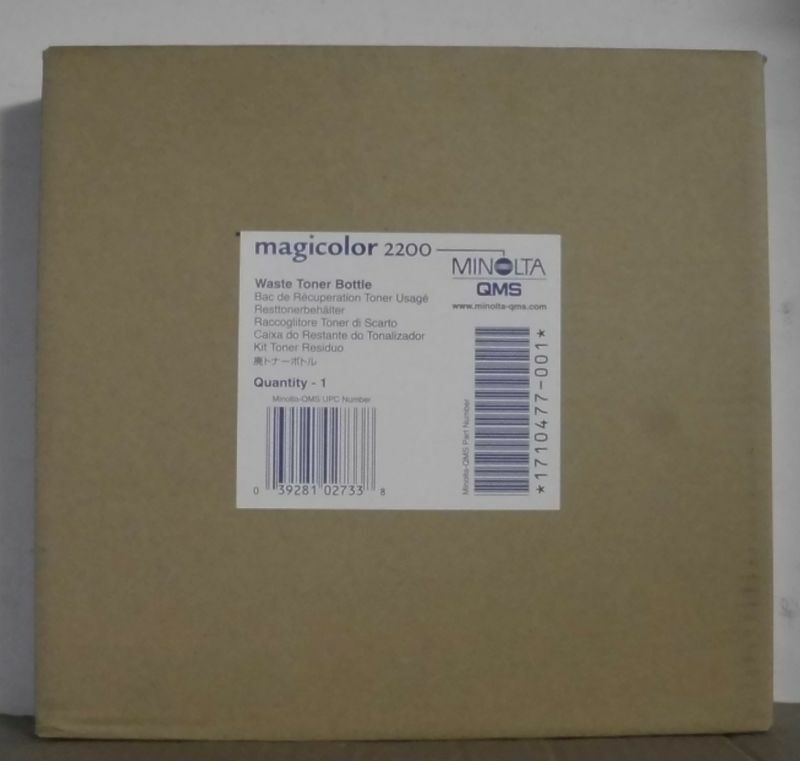 magicolor 2200
MINOLTA
QMS
www.minolta-qms.com
Waste Toner Bottle
Bac de Récuperation Toner Usagé
Resttonerbehälter
Raccoglitore Toner di Scarto
Caixa do Restante do Tonalizador
Kit Toner Residuo
廃トナーボトル
Quantity - 1
Minolta-QMS UPC Number
0 39281 02733 8
Minolta-QMS Part Number
*1710477-001*